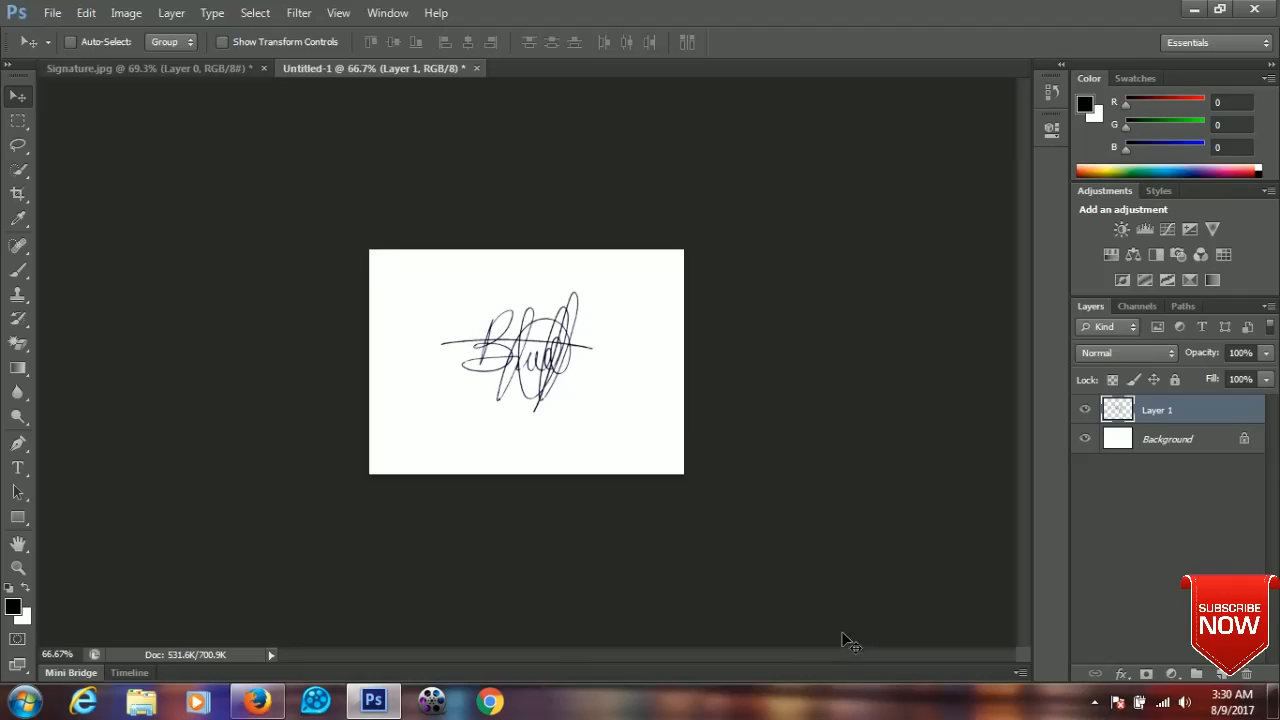 Ps File Edit Image Layer Type Select Filter View Window Help
Auto-Select: Group Show Transform Controls Essentials
Signature.jpg @ 69.3% (Layer 0, RGB/8#) * × Untitled-1 @ 66.7% (Layer 1, RGB/8) * ×
Color Swatches
R 0
G 0
B 0
Adjustments Styles
Add an adjustment
Layers Channels Paths
Kind
Normal Opacity: 100%
Lock: Fill: 100%
Layer 1
Background
SUBSCRIBE
NOW
66.67% Doc: 531.6K/700.9K
Mini Bridge Timeline
Ps
3:30 AM
8/9/2017